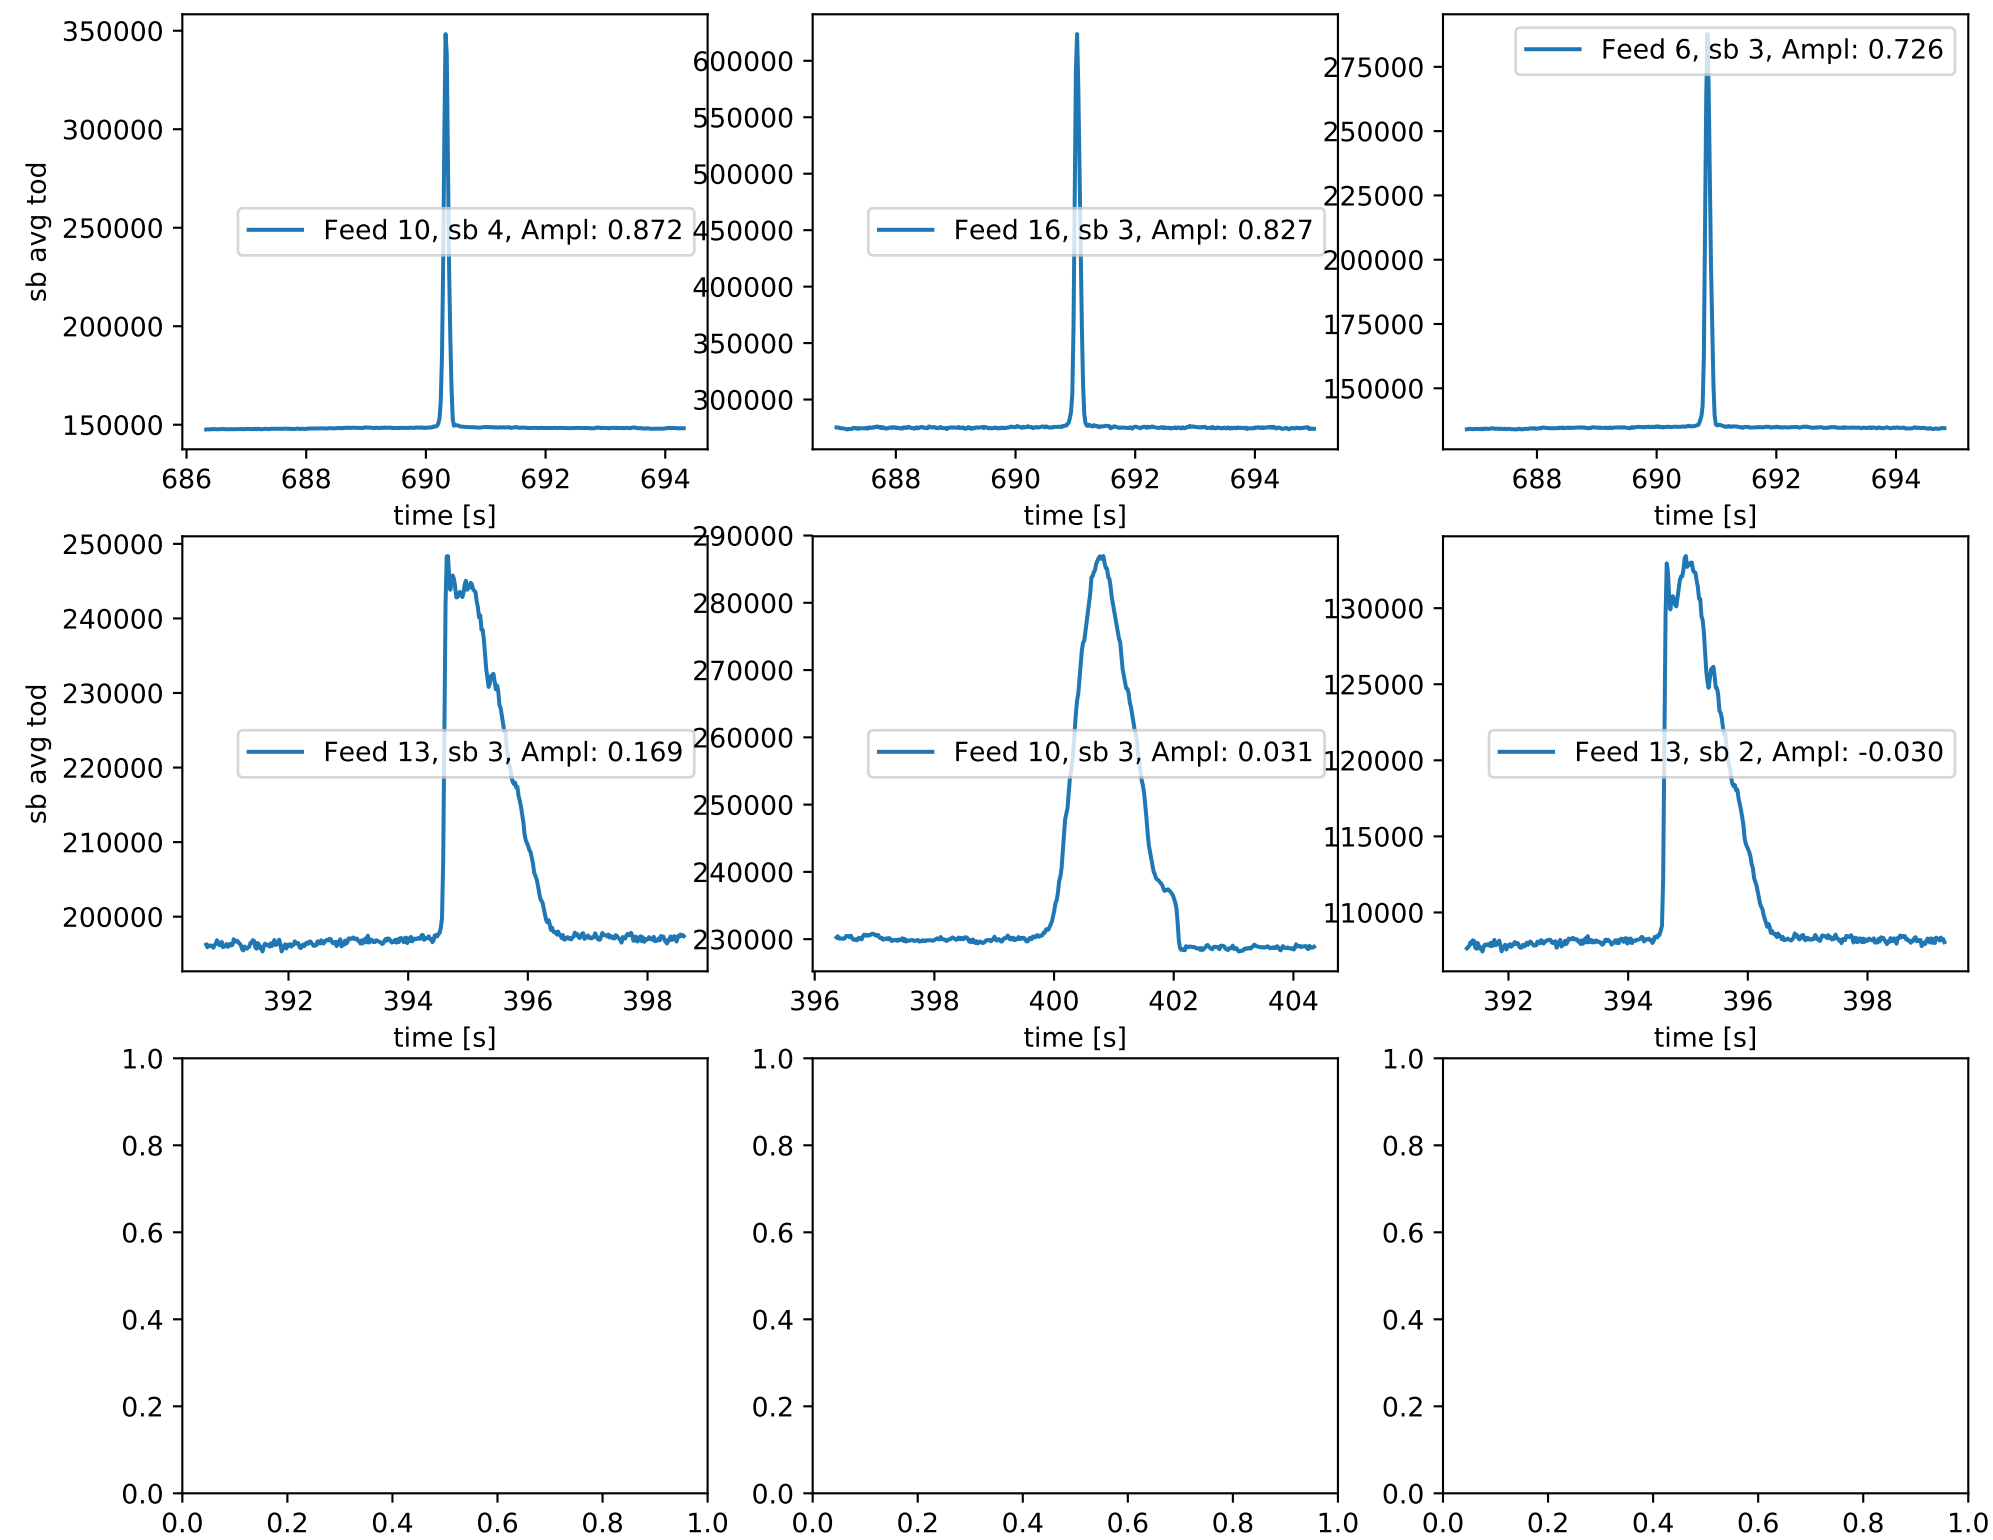 350000
300000
250000
200000
150000
sb avg tod
Feed 10, sb 4, Ampl: 0.872
686 688 690 692 694
time [s]
600000
550000
500000
450000
400000
350000
300000
Feed 16, sb 3, Ampl: 0.827
688 690 692 694
time [s]
275000
250000
225000
200000
175000
150000
Feed 6, sb 3, Ampl: 0.726
688 690 692 694
time [s]
250000
240000
230000
220000
210000
200000
sb avg tod
Feed 13, sb 3, Ampl: 0.169
392 394 396 398
time [s]
290000
280000
270000
260000
250000
240000
230000
Feed 10, sb 3, Ampl: 0.031
396 398 400 402 404
time [s]
130000
125000
120000
115000
110000
Feed 13, sb 2, Ampl: -0.030
392 394 396 398
time [s]
1.0
0.8
0.6
0.4
0.2
0.0
0.0 0.2 0.4 0.6 0.8 1.0
1.0
0.8
0.6
0.4
0.2
0.0
0.0 0.2 0.4 0.6 0.8 1.0
1.0
0.8
0.6
0.4
0.2
0.0
0.0 0.2 0.4 0.6 0.8 1.0